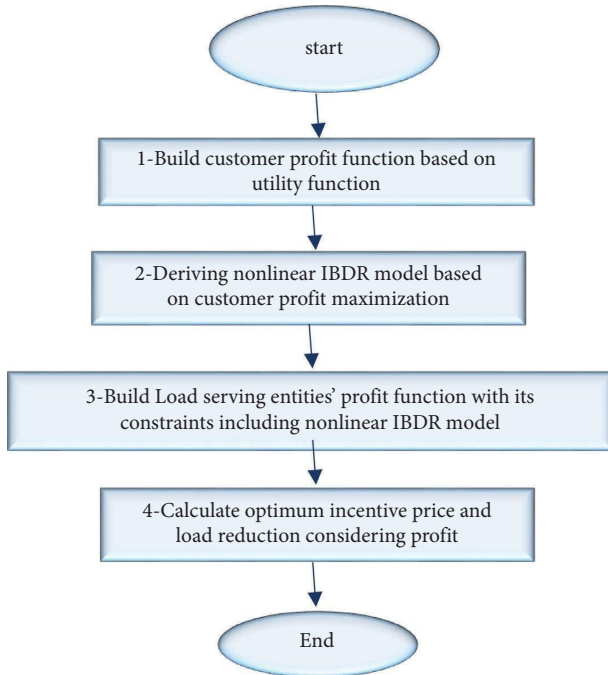 start
1-Build customer profit function based on
utility function
2-Deriving nonlinear IBDR model based
on customer profit maximization
3-Build Load serving entities’ profit function with its
constraints including nonlinear IBDR model
4-Calculate optimum incentive price and
load reduction considering profit
End